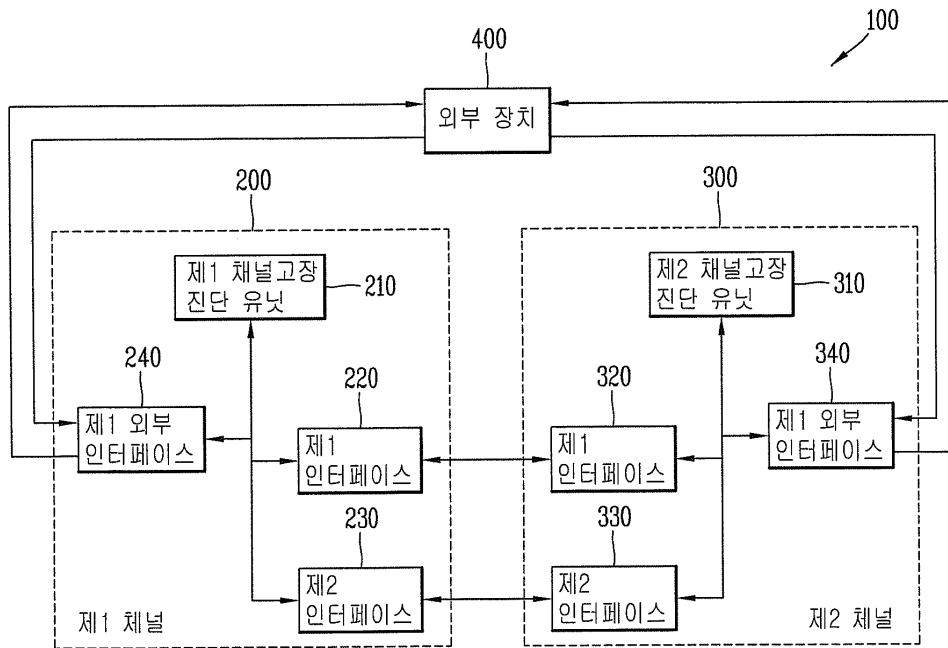 100
400
외부 장치
200
300
제1 채널고장
진단 유닛
210
제2 채널고장
진단 유닛
310
240
220
320
340
제1 외부
인터페이스
제1
인터페이스
제1
인터페이스
제1 외부
인터페이스
230
330
제2
인터페이스
제2
인터페이스
제1 체널
제2 체널